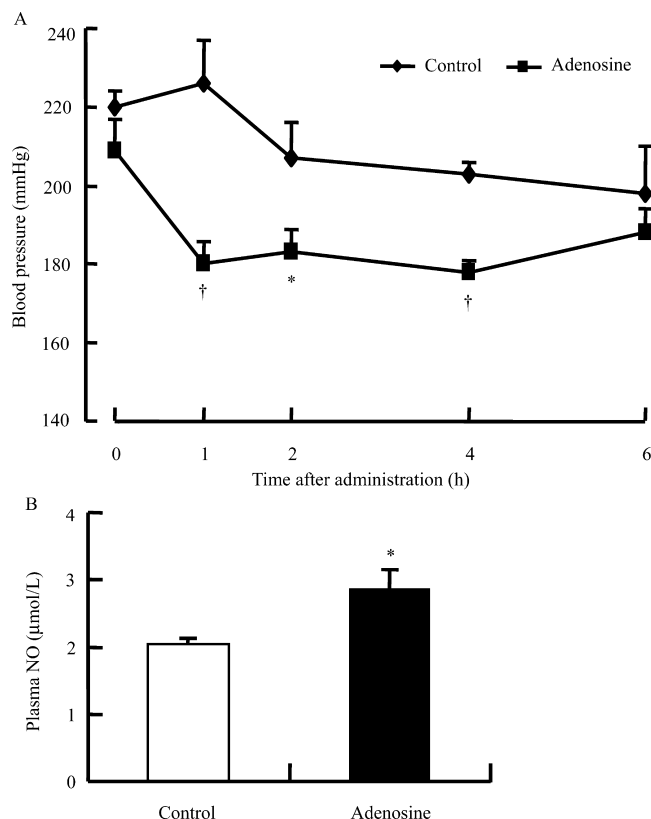 A
240
220
200
180
160
140
Blood pressure (mmHg)
Control
Adenosine
†
*
†
0 1 2 4 6
Time after administration (h)
B
4
3
2
1
0
Plasma NO (μmol/L)
*
Control Adenosine